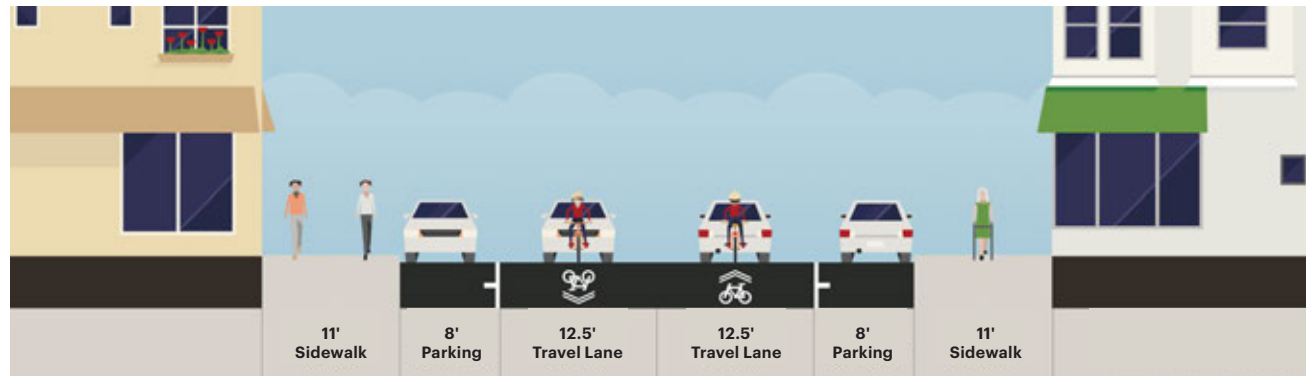 11'
Sidewalk
8'
Parking
12.5'
Travel Lane
12.5'
Travel Lane
8'
Parking
11'
Sidewalk